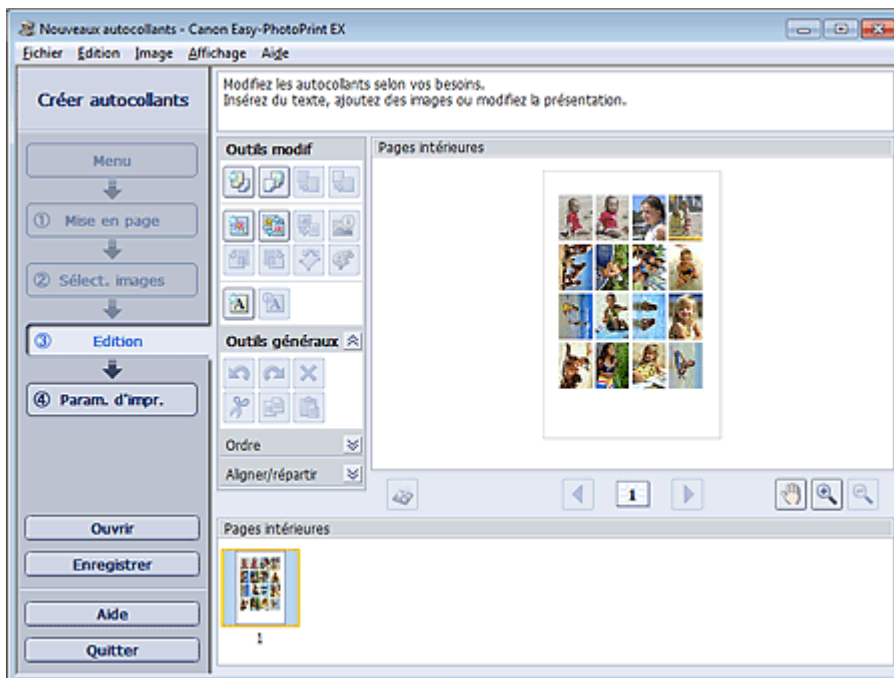 Nouveaux autocollants - Canon Easy-PhotoPrint EX
Fichier Edition Image Affichage Aide
Créer autocollants
Modifiez les autocollants selon vos besoins.
Insérez du texte, ajoutez des images ou modifiez la présentation.
Menu
① Mise en page
② Sélect. images
③ Edition
④ Param. d'impr.
Ouvrir
Enregistrer
Aide
Quitter
Outils modif
A
A
Outils généraux
Ordre
Aligner/répartir
Pages intérieures
1
Pages intérieures
1